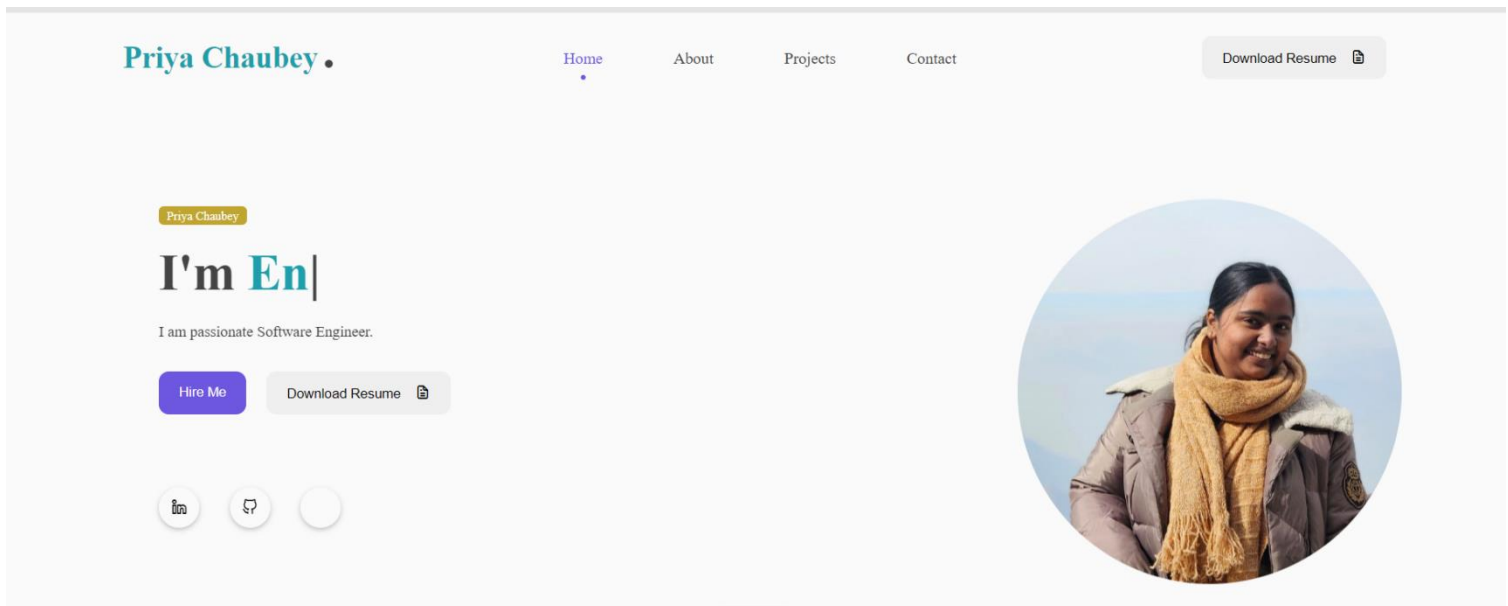 Priya Chaubey.
Home About Projects Contact
Download Resume
Priya Chaubey
I'm En|
I am passionate Software Engineer.
Hire Me
Download Resume
in